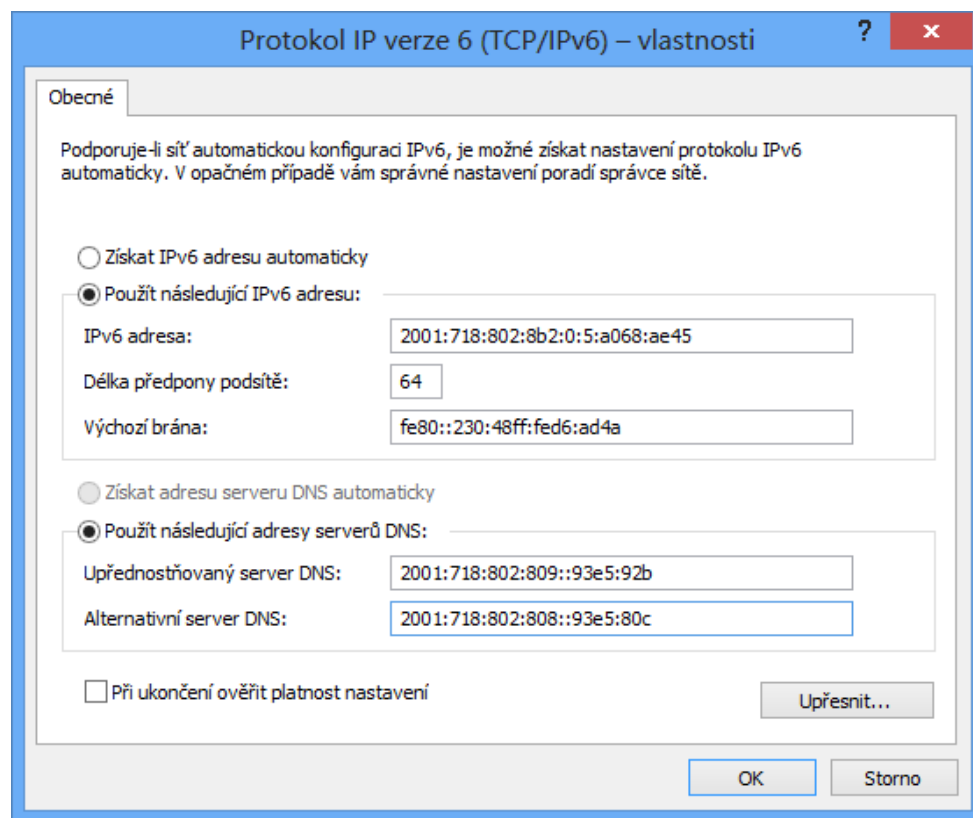 Protokol IP verze 6 (TCP/IPv6) – vlastnosti
?
x
Obecné
Podporuje-li síť automatickou konfiguraci IPv6, je možné získat nastavení protokolu IPv6
automaticky. V opačném případě vám správné nastavení poradí správce sítě.
Získat IPv6 adresu automaticky
Použít následující IPv6 adresu:
IPv6 adresa: 2001:718:802:8b2:0:5:a068:ae45
Délka předpony podsítě: 64
Výchozí brána: fe80::230:48ff:fed6:ad4a
Získat adresu serveru DNS automaticky
Použít následující adresy serverů DNS:
Upřednostňovaný server DNS: 2001:718:802:809::93e5:92b
Alternativní server DNS: 2001:718:802:808::93e5:80c
Při ukončení ověřit platnost nastavení
Upřesnit...
OK Storno